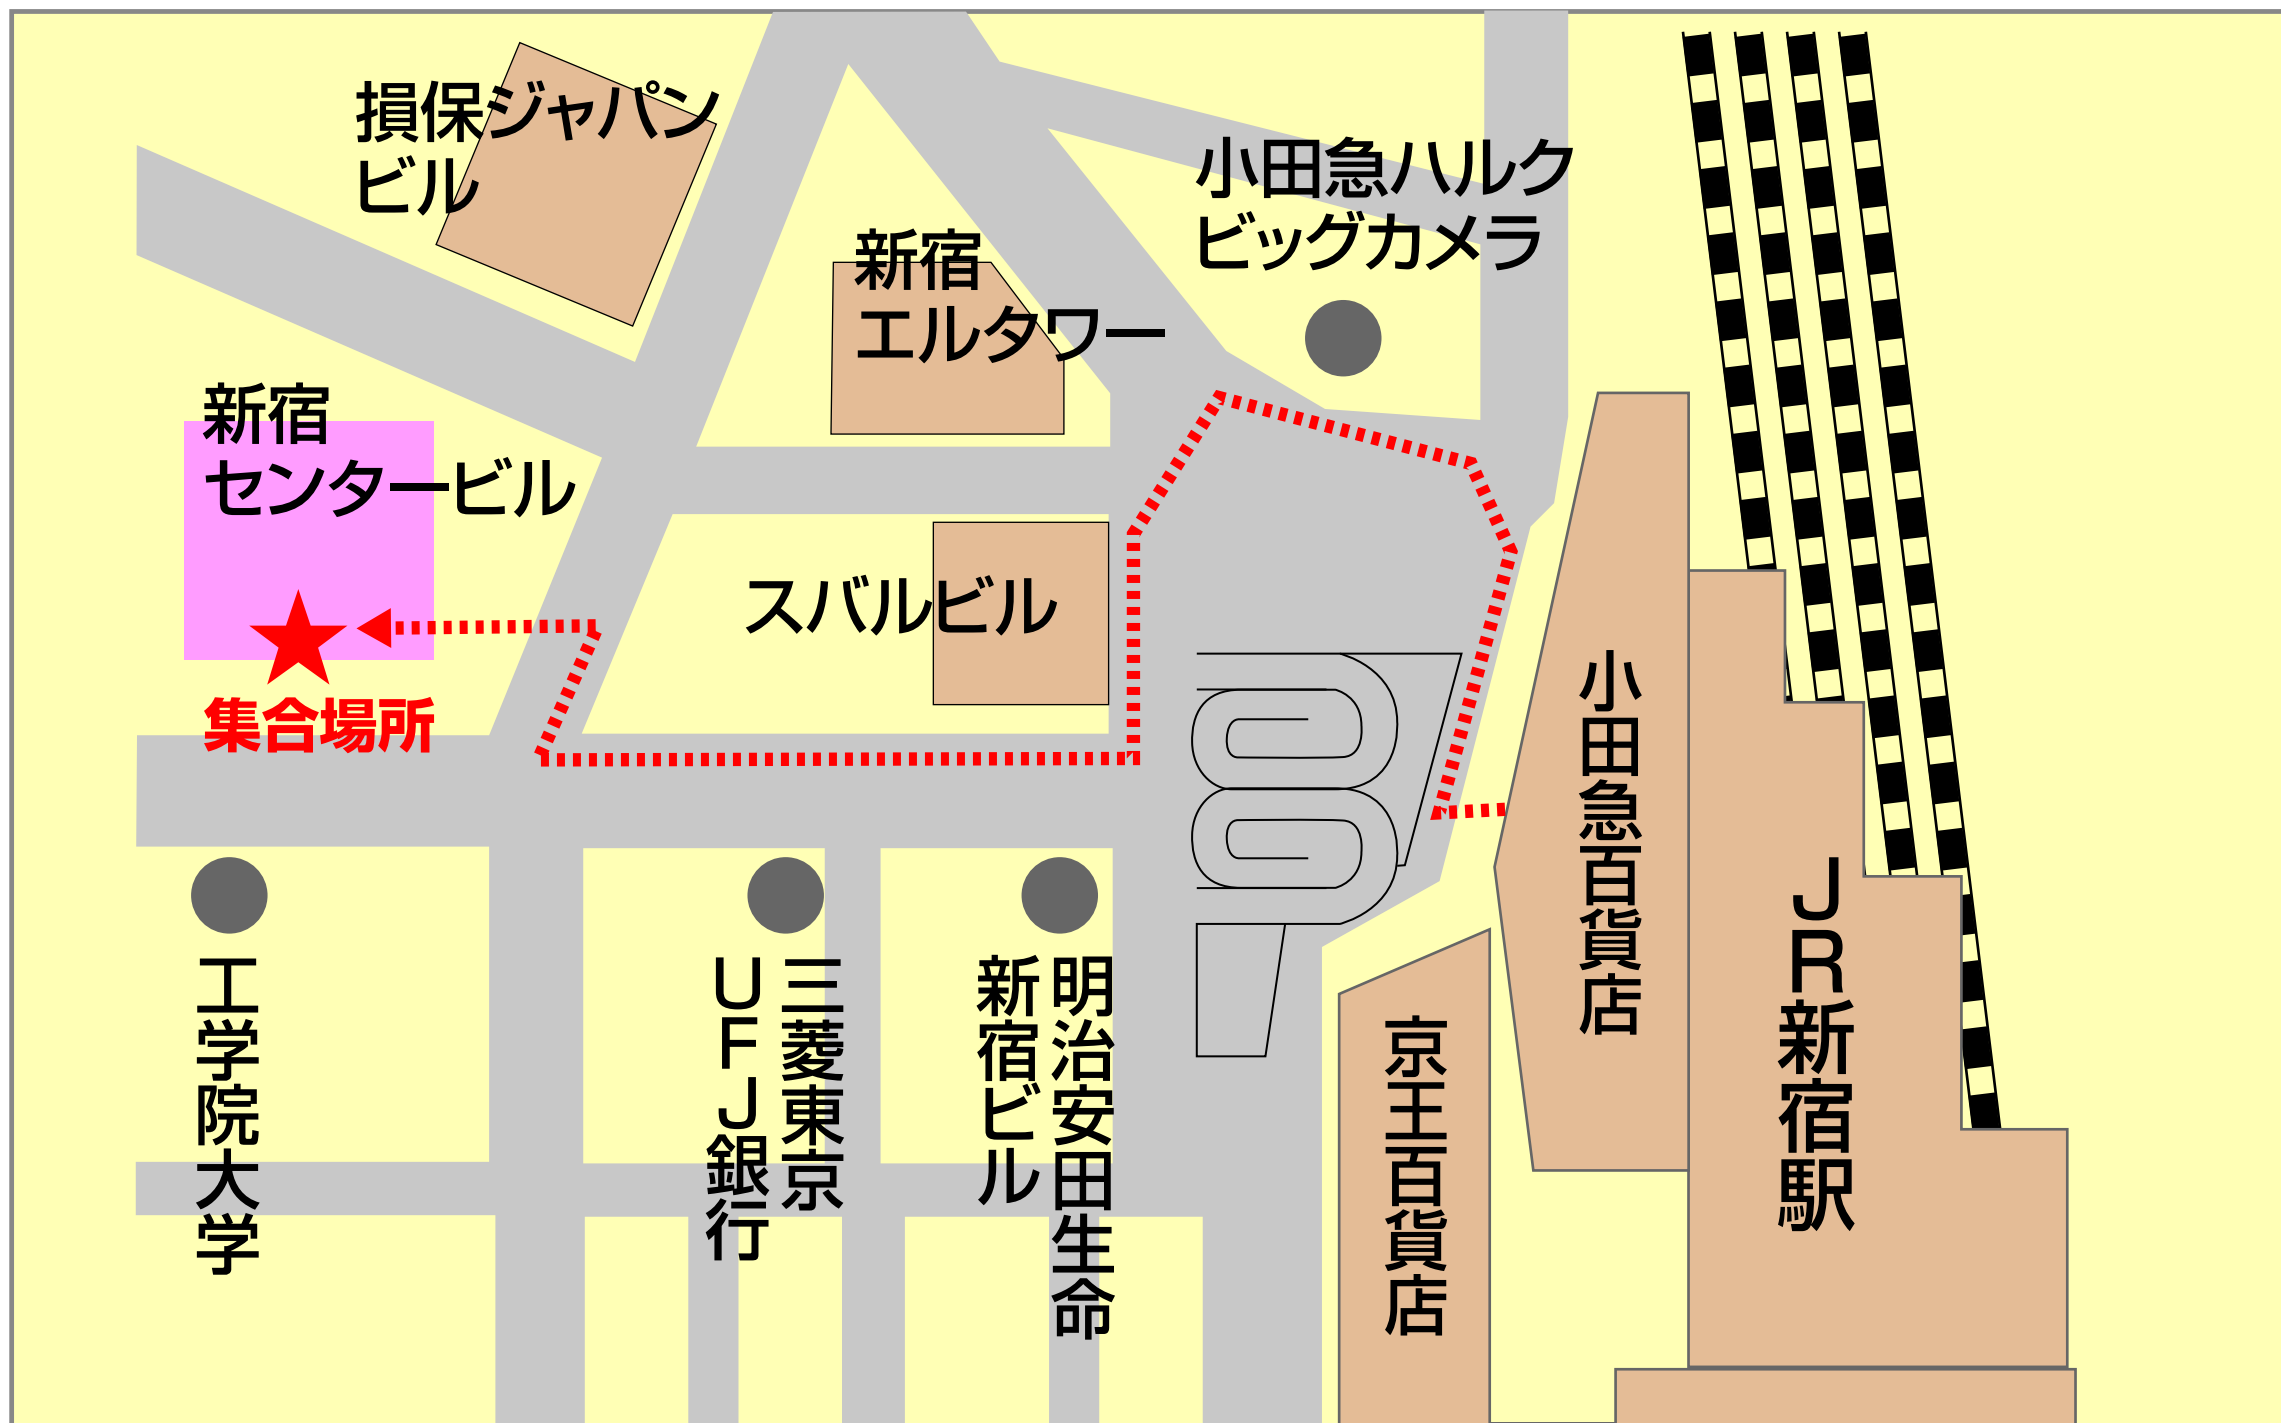 損保ジャパン
ビル
小田急ハルク
ビッグカメラ
新宿
エルタワー
新宿
センタービル
スバルビル
集合場所
小田急百貨店
JR新宿駅
京王百貨店
明治安田生命
新宿ビル
三菱東京
UFJ銀行
工学院大学